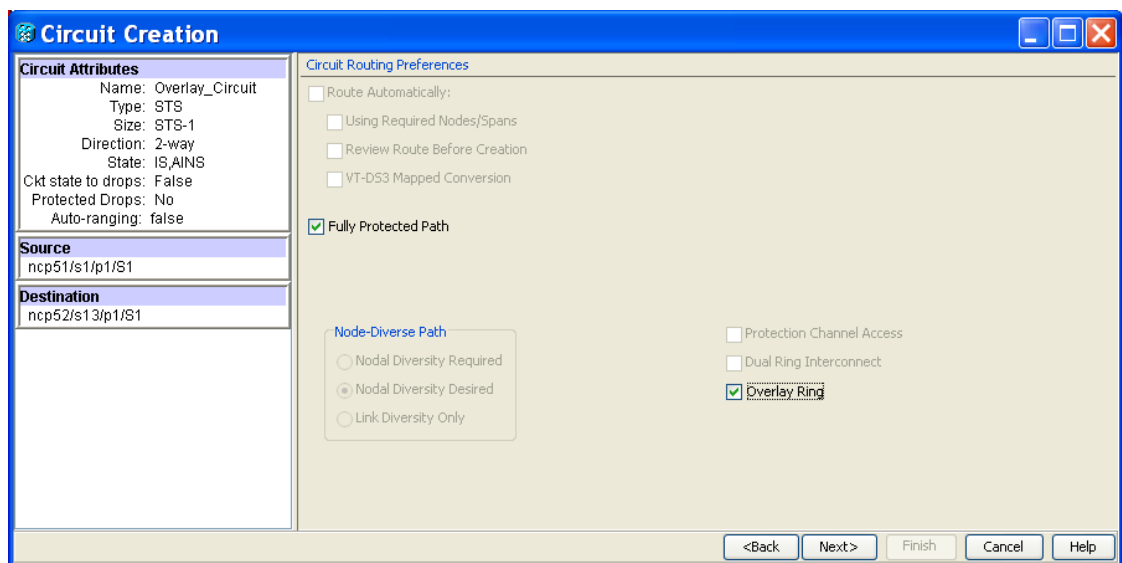 Circuit Creation
Circuit Attributes
Name: Overlay_Circuit
Type: STS
Size: STS-1
Direction: 2-way
State: IS,AINS
Ckt state to drops: False
Protected Drops: No
Auto-ranging: false
Source
ncp51/s1/p1/S1
Destination
ncp52/s13/p1/S1
Circuit Routing Preferences
Route Automatically:
Using Required Nodes/Spans
Review Route Before Creation
VT-DS3 Mapped Conversion
Fully Protected Path
Node-Diverse Path
Nodal Diversity Required
Nodal Diversity Desired
Link Diversity Only
Protection Channel Access
Dual Ring Interconnect
Overlay Ring
<Back Next> Finish Cancel Help